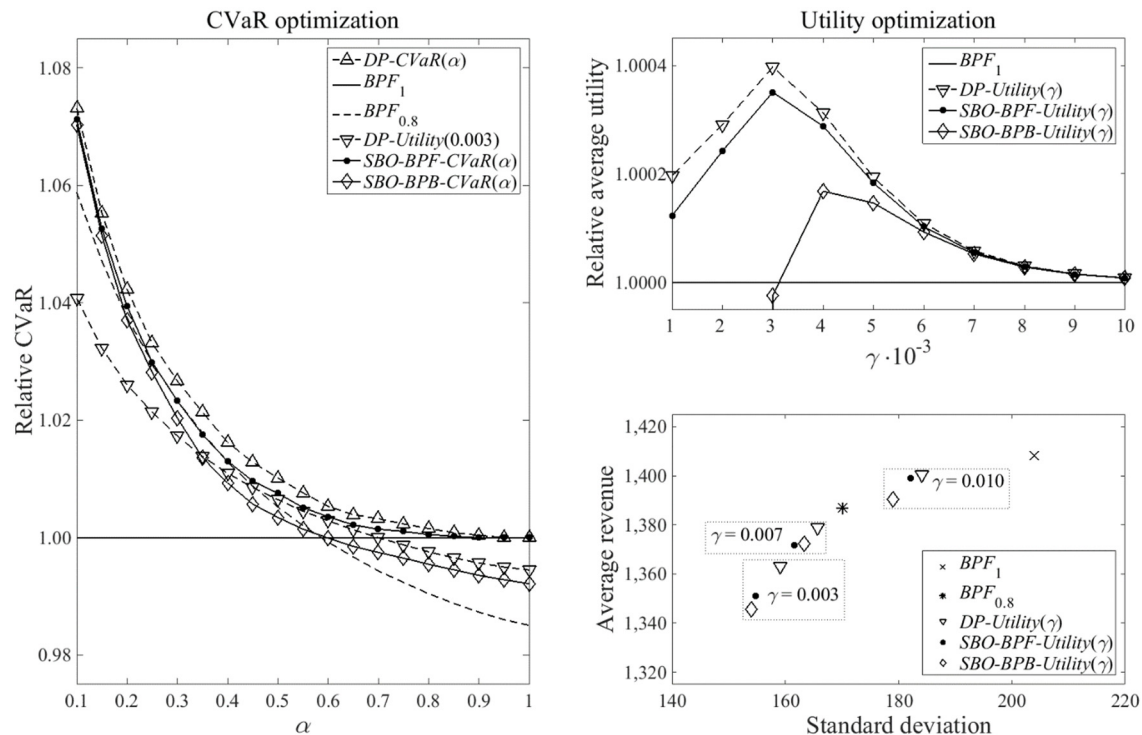 CVaR optimization
1.08
1.06
1.04
1.02
1.00
0.98
Relative CVaR
DP-CVaR(α)
BPF1
BPF0.8
DP-Utility(0.003)
SBO-BPF-CVaR(α)
SBO-BPB-CVaR(α)
0.1 0.2 0.3 0.4 0.5 0.6 0.7 0.8 0.9 1
α
Utility optimization
1.0004
1.0002
1.0000
Relative average utility
BPF1
DP-Utility(γ)
SBO-BPF-Utility(γ)
SBO-BPB-Utility(γ)
1 2 3 4 5 6 7 8 9 10
γ · 10⁻³
1,420
1,400
1,380
1,360
1,340
1,320
Average revenue
γ = 0.010
γ = 0.007
γ = 0.003
BPF1
BPF0.8
DP-Utility(γ)
SBO-BPF-Utility(γ)
SBO-BPB-Utility(γ)
140 160 180 200 220
Standard deviation